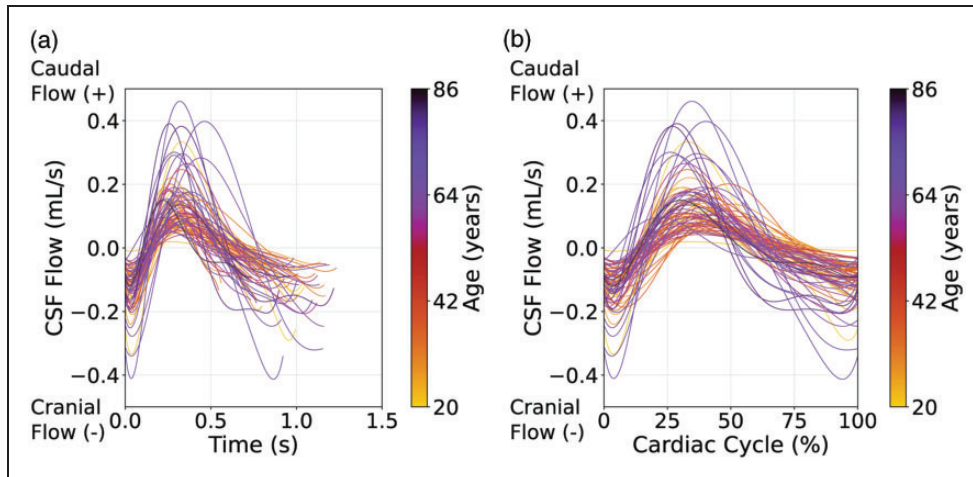 (a)
Caudal
Flow (+)
CSF Flow (mL/s)
0.4
0.2
0.0
−0.2
−0.4
Cranial
Flow (-)
0.0
0.5
1.0
1.5
Time (s)
86
64
42
20
Age (years)
(b)
Caudal
Flow (+)
CSF Flow (mL/s)
0.4
0.2
0.0
−0.2
−0.4
Cranial
Flow (-)
0
25
50
75
100
Cardiac Cycle (%)
86
64
42
20
Age (years)